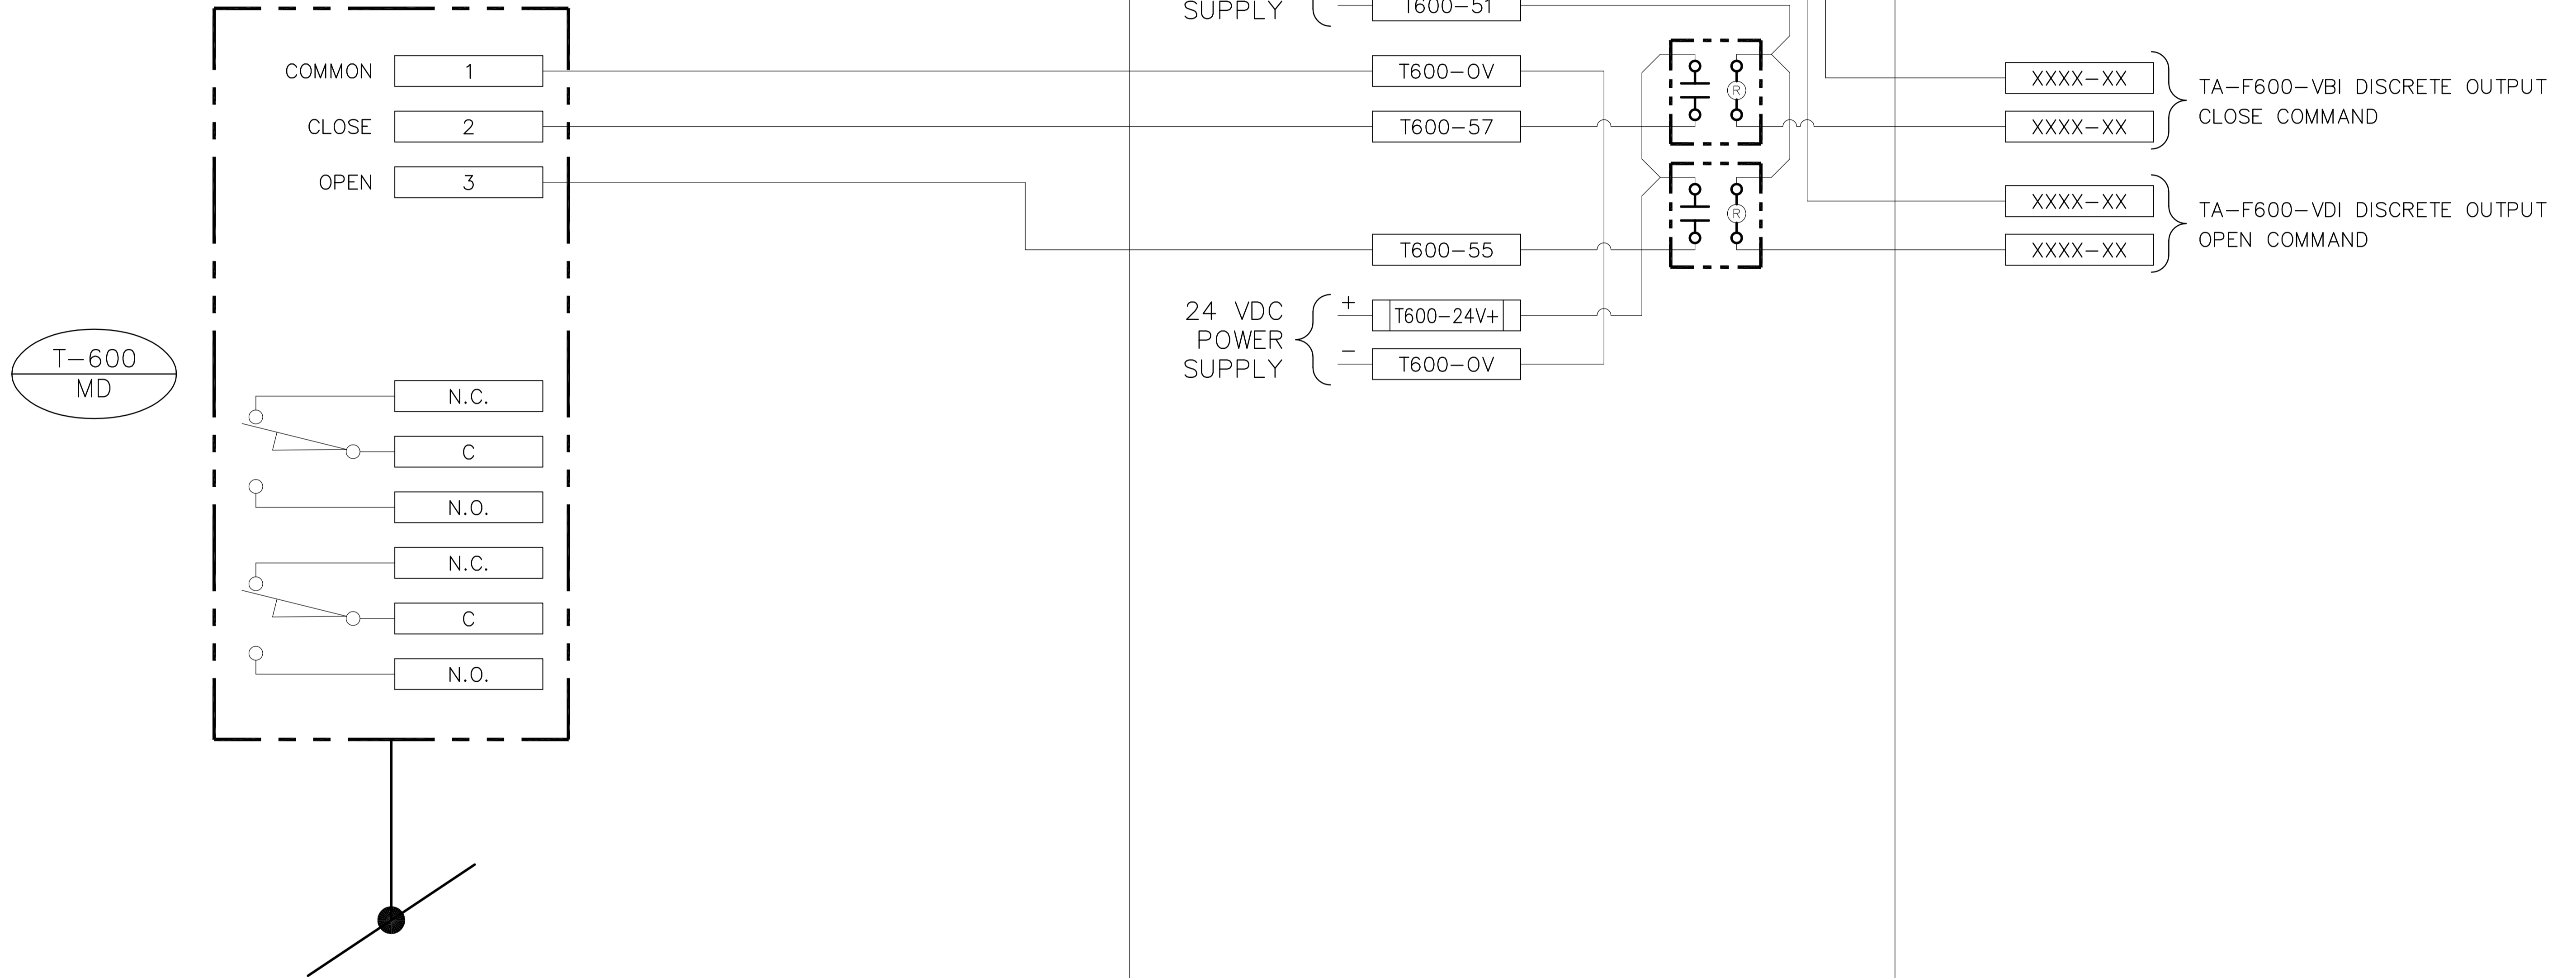 SUPPLY
T600-51
COMMON 1
T600-0V
CLOSE 2
T600-57
OPEN 3
T600-55
R
R
XXXX-XX
XXXX-XX
TA-F600-VBI DISCRETE OUTPUT
CLOSE COMMAND
XXXX-XX
XXXX-XX
TA-F600-VDI DISCRETE OUTPUT
OPEN COMMAND
24 VDC
POWER
SUPPLY
+ T600-24V+
- T600-0V
T-600
MD
N.C.
C
N.O.
N.C.
C
N.O.